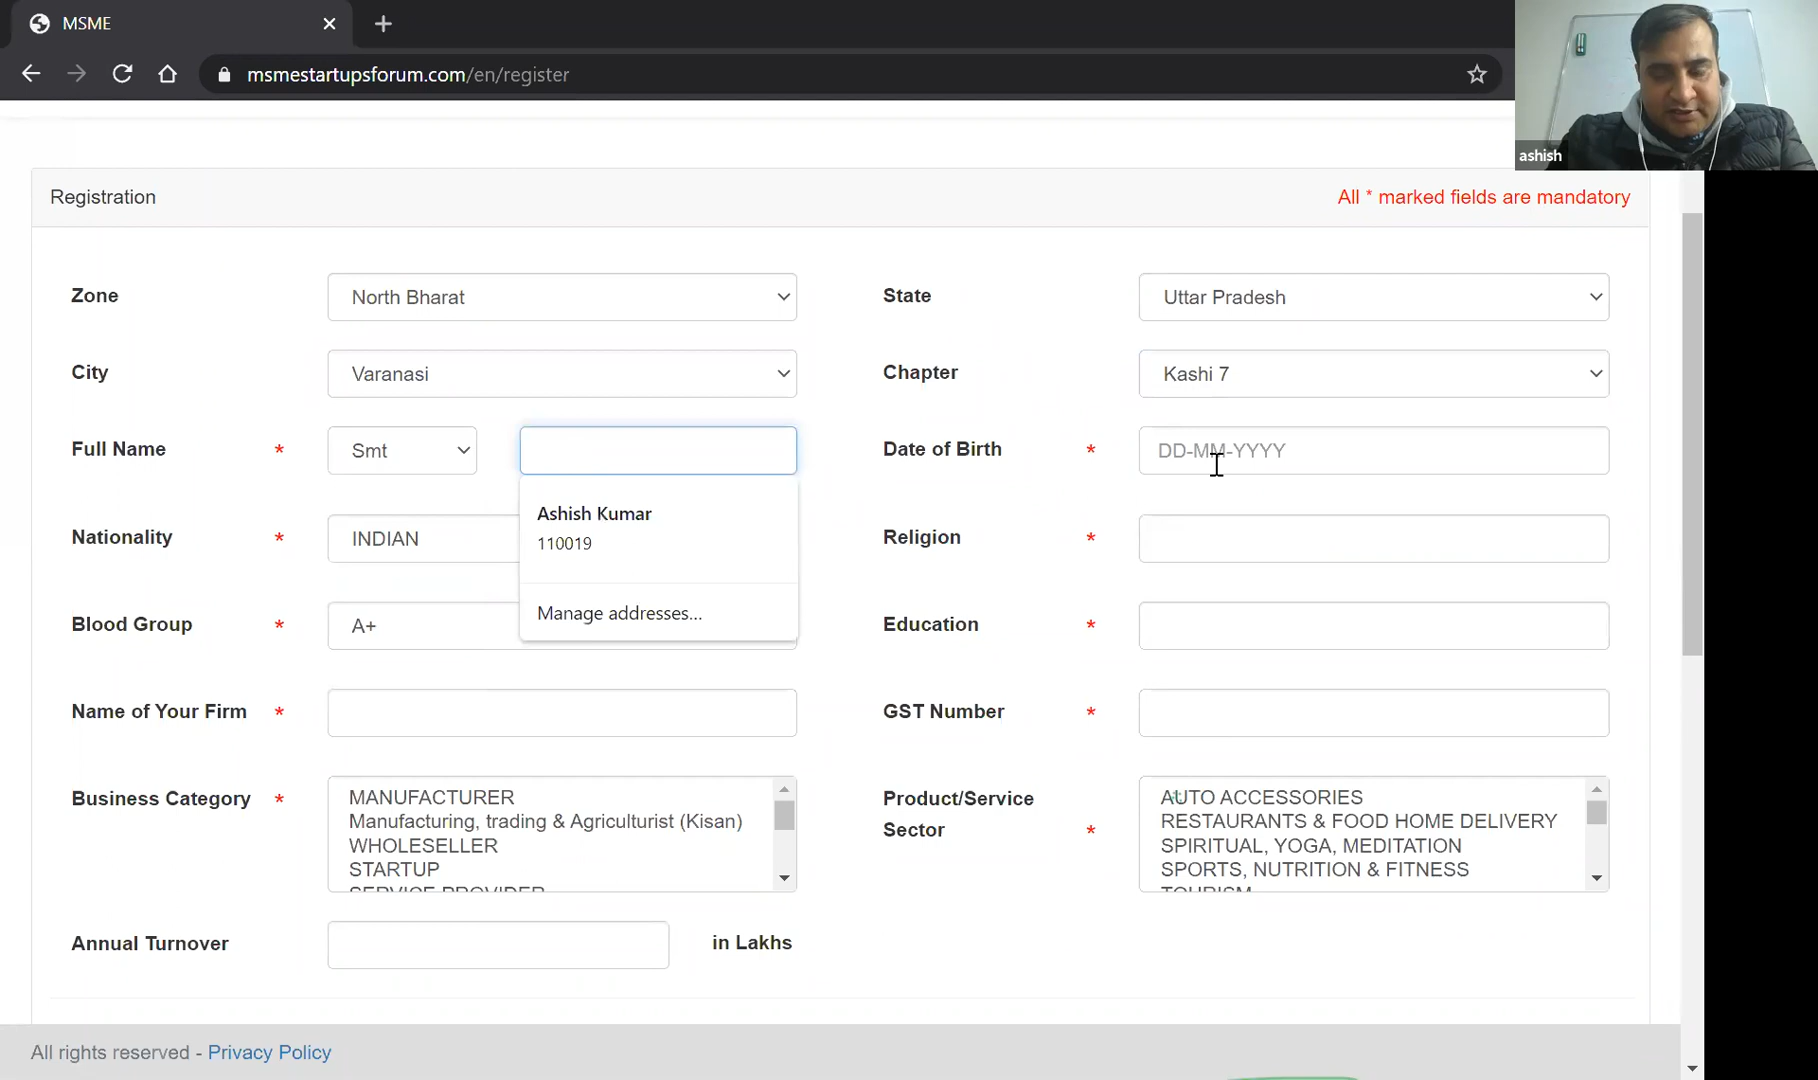 MSME
msmestartupsforum.com/en/register
ashish
Registration
All * marked fields are mandatory
Zone
North Bharat
State
Uttar Pradesh
City
Varanasi
Chapter
Kashi 7
Full Name *
Smt
Date of Birth *
DD-MM-YYYY
Ashish Kumar
110019
Manage addresses...
Nationality *
INDIAN
Religion *
Blood Group *
A+
Education *
Name of Your Firm *
GST Number *
Business Category *
MANUFACTURER
Manufacturing, trading & Agriculturist (Kisan)
WHOLESELLER
STARTUP
SERVICE PROVIDER
Product/Service
Sector *
AUTO ACCESSORIES
RESTAURANTS & FOOD HOME DELIVERY
SPIRITUAL, YOGA, MEDITATION
SPORTS, NUTRITION & FITNESS
TOURISM
Annual Turnover
in Lakhs
All rights reserved - Privacy Policy